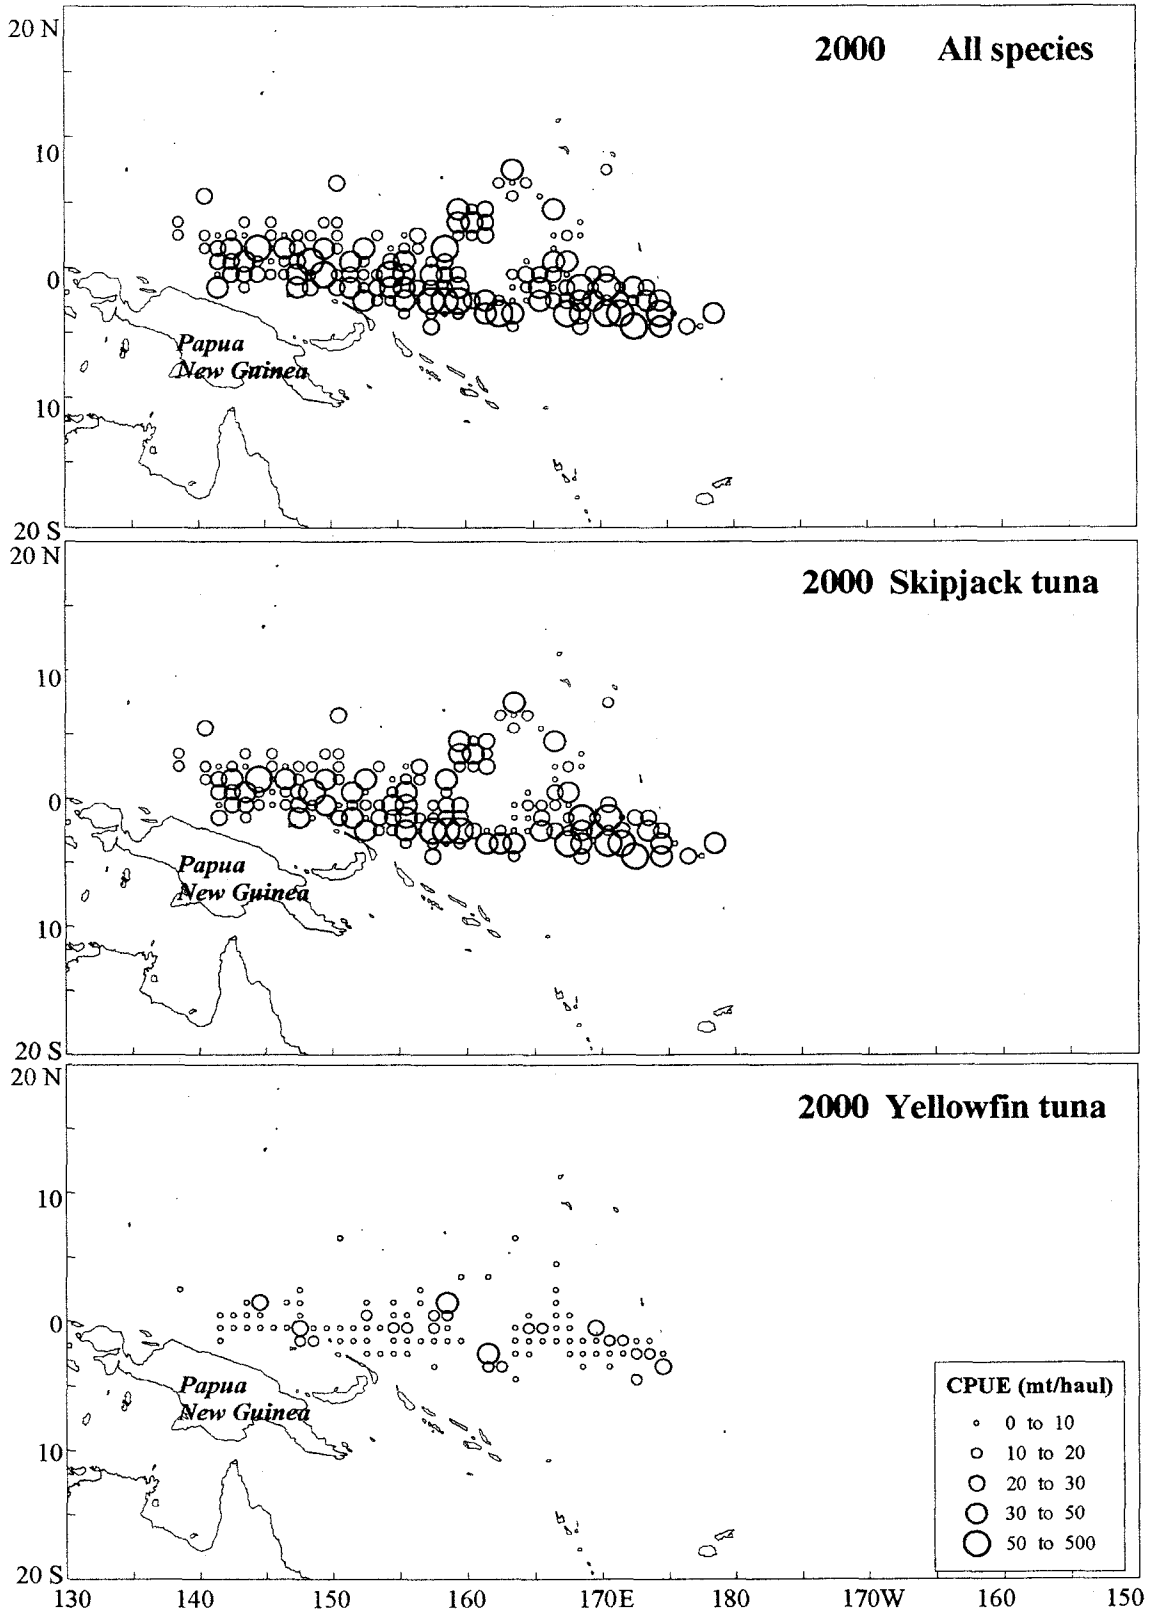 20 N
2000 All species
10
0
Papua
New Guinea
10
20 S
20 N
2000 Skipjack tuna
10
0
Papua
New Guinea
10
20 S
20 N
2000 Yellowfin tuna
10
0
Papua
New Guinea
10
20 S
CPUE (mt/haul)
0 to 10
10 to 20
20 to 30
30 to 50
50 to 500
130 140 150 160 170E 180 170W 160 150